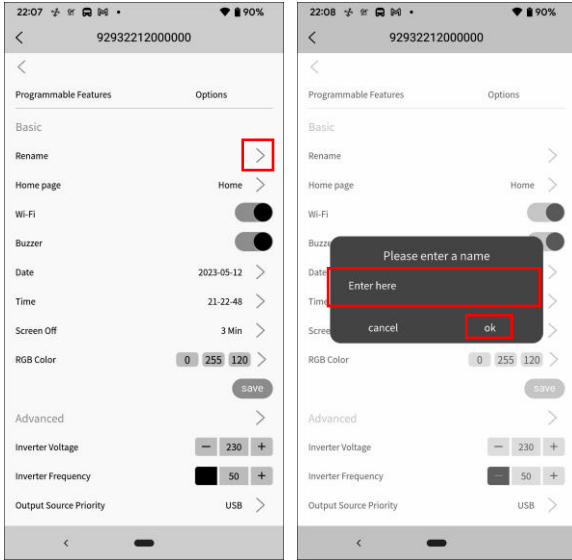 22:07 90%
92932212000000
Programmable Features Options
Basic
Rename
Home page Home
Wi-Fi
Buzzer
Date 2023-05-12
Time 21-22-48
Screen Off 3 Min
RGB Color 0 255 120
save
Advanced
Inverter Voltage − 230 +
Inverter Frequency 50 +
Output Source Priority USB
22:08 90%
92932212000000
Programmable Features Options
Basic
Rename
Home page Home
Wi-Fi
Buzze
Please enter a name
Date
Enter here
Time
Scree
cancel ok
RGB Color 0 255 120
save
Advanced
Inverter Voltage − 230 +
Inverter Frequency − 50 +
Output Source Priority USB